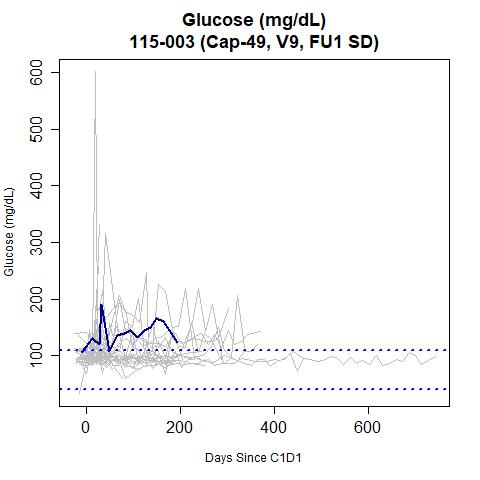 Glucose (mg/dL)
115-003 (Cap-49, V9, FU1 SD)
Glucose (mg/dL)
600
500
400
300
200
100
0 200 400 600
Days Since C1D1